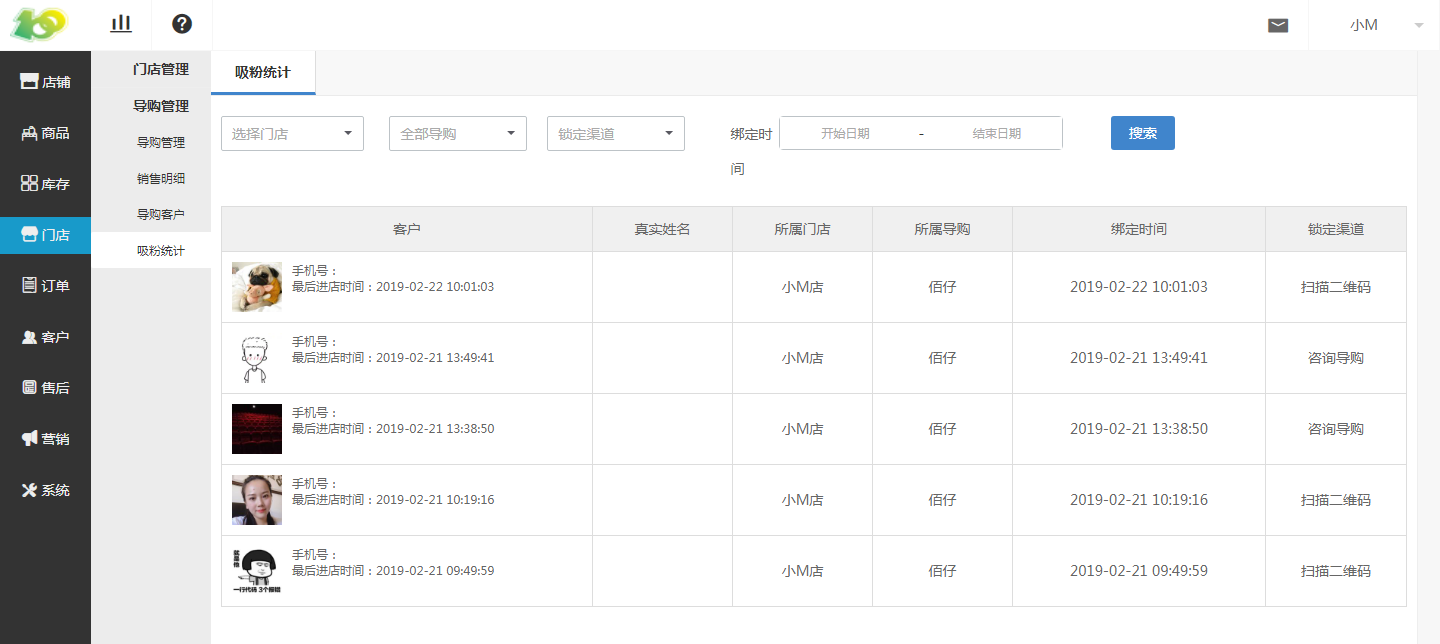 小M
店铺
商品
库存
门店
订单
客户
售后
营销
系统
门店管理
导购管理
导购管理
销售明细
导购客户
吸粉统计
吸粉统计
选择门店 全部导购 锁定渠道 绑定时间 开始日期 - 结束日期 搜索
客户 真实姓名 所属门店 所属导购 绑定时间 锁定渠道
手机号：
最后进店时间：2019-02-22 10:01:03 小M店 佰仔 2019-02-22 10:01:03 扫描二维码
手机号：
最后进店时间：2019-02-21 13:49:41 小M店 佰仔 2019-02-21 13:49:41 咨询导购
手机号：
最后进店时间：2019-02-21 13:38:50 小M店 佰仔 2019-02-21 13:38:50 咨询导购
手机号：
最后进店时间：2019-02-21 10:19:16 小M店 佰仔 2019-02-21 10:19:16 扫描二维码
就是他
手机号：
最后进店时间：2019-02-21 09:49:59 小M店 佰仔 2019-02-21 09:49:59 扫描二维码
一行代码 3个报错